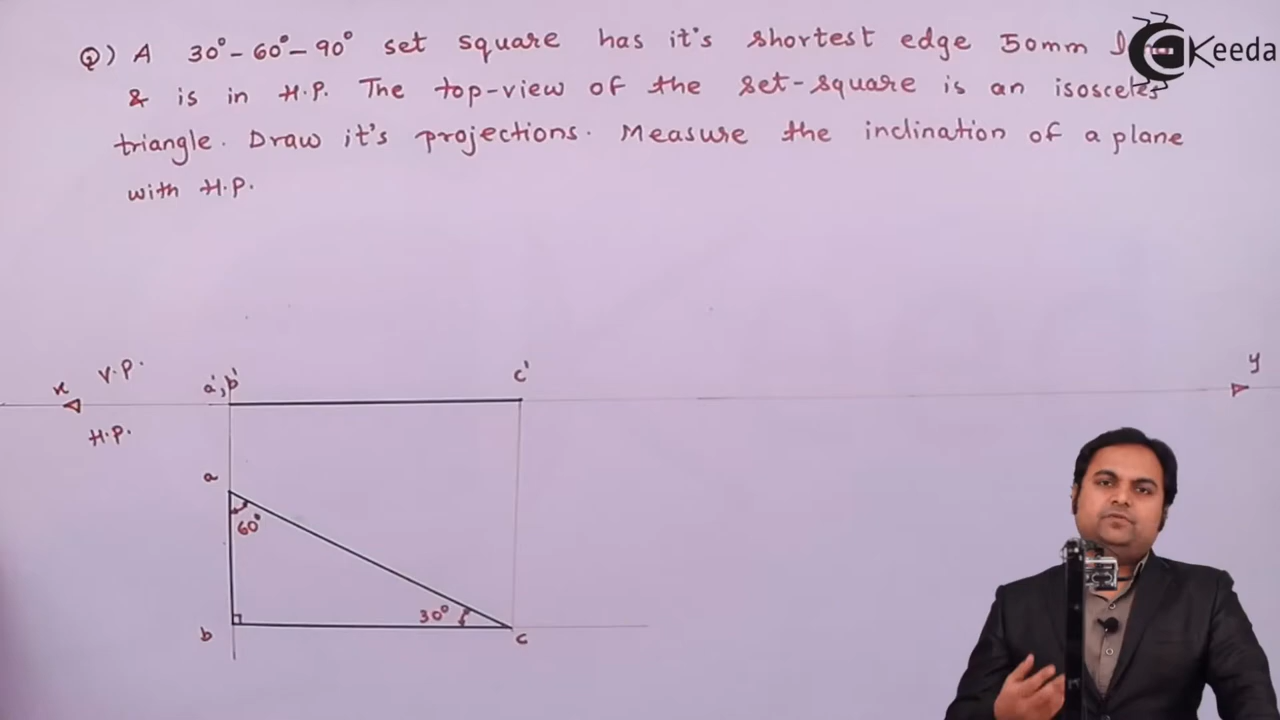 Q) A 30°-60°-90° set square has it's shortest edge 50mm
Keeda
& is in H.P. The top-view of the set-square is an isosceles
triangle. Draw it's projections. Measure the inclination of a plane
with H.P.
x V.P. a',b' c' y
H.P.
a
60°
30°
b c